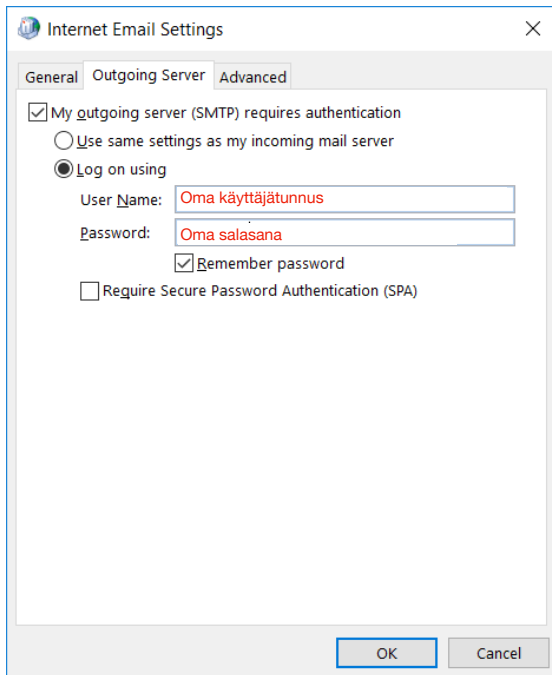 Internet Email Settings
General Outgoing Server Advanced
My outgoing server (SMTP) requires authentication
Use same settings as my incoming mail server
Log on using
User Name: Oma käyttäjätunnus
Password: Oma salasana
Remember password
Require Secure Password Authentication (SPA)
OK Cancel